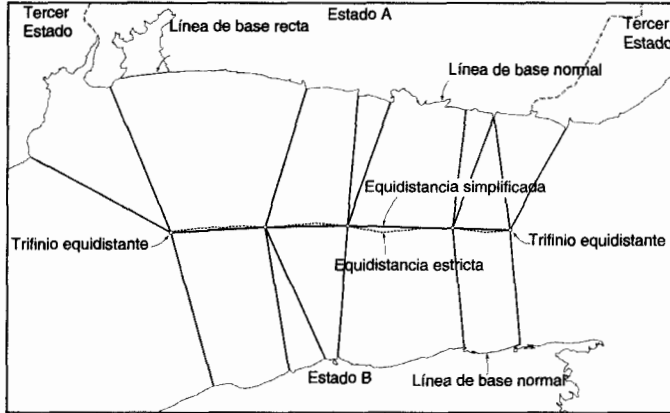 Tercer
Estado
Estado A
Línea de base recta
Tercer
Estado
Línea de base normal
Equidistancia simplificada
Trifinio equidistante
Trifinio equidistante
Equidistancia estricta
Estado B
Línea de base normal